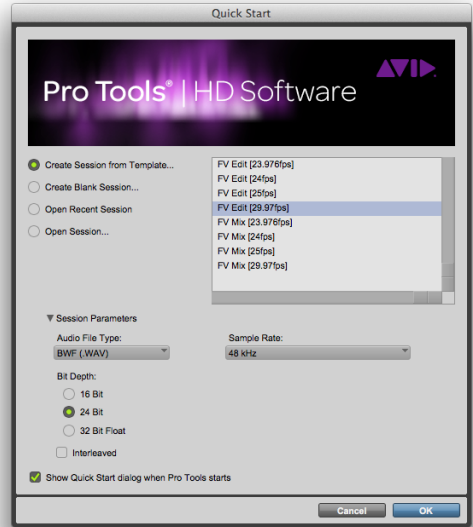 Quick Start
AVID
Pro Tools® | HD Software
Create Session from Template...
Create Blank Session...
Open Recent Session
Open Session...
FV Edit [23.976fps]
FV Edit [24fps]
FV Edit [25fps]
FV Edit [29.97fps]
FV Mix [23.976fps]
FV Mix [24fps]
FV Mix [25fps]
FV Mix [29.97fps]
Session Parameters
Audio File Type:
BWF (.WAV)
Sample Rate:
48 kHz
Bit Depth:
16 Bit
24 Bit
32 Bit Float
Interleaved
Show Quick Start dialog when Pro Tools starts
Cancel
OK